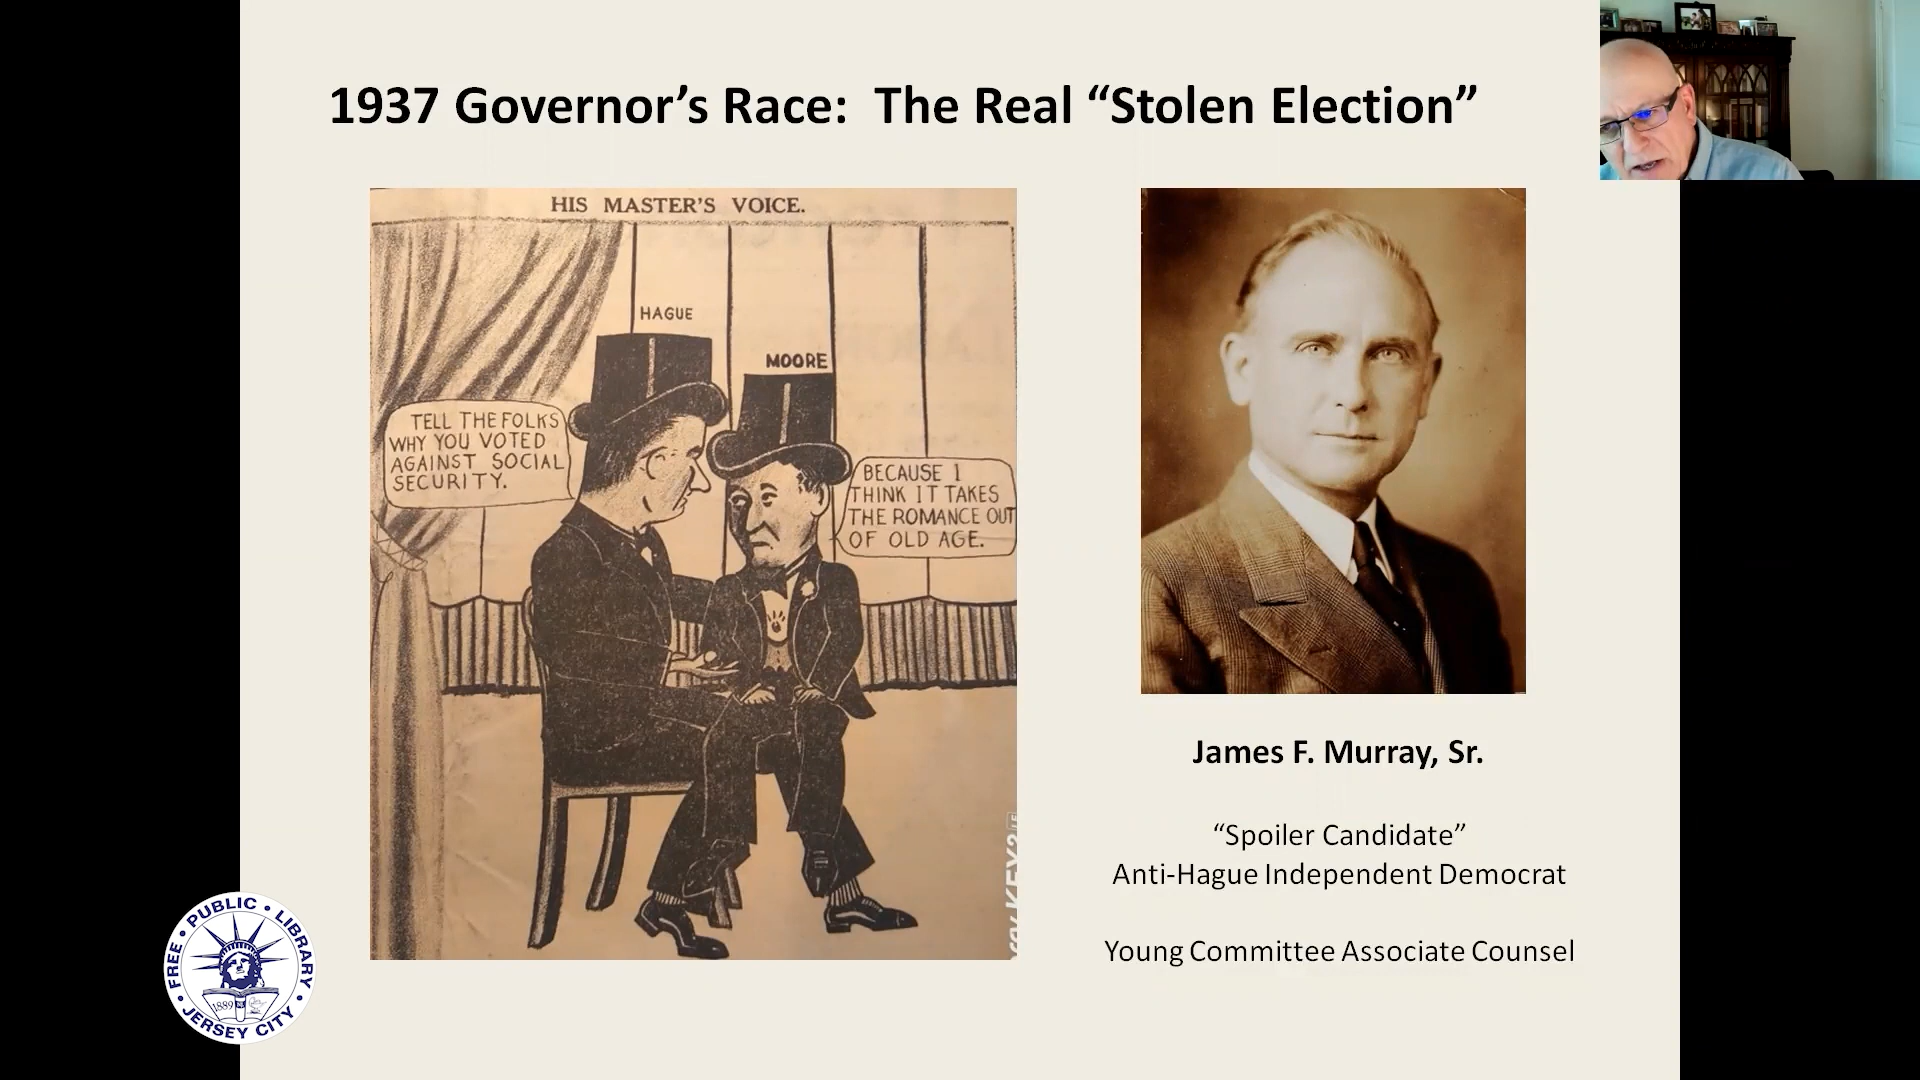 1937 Governor’s Race: The Real “Stolen Election”
HIS MASTER'S VOICE.
HAGUE
MOORE
TELL THE FOLKS
WHY YOU VOTED
AGAINST SOCIAL
SECURITY.
BECAUSE I
THINK IT TAKES
THE ROMANCE OUT
OF OLD AGE.
James F. Murray, Sr.
“Spoiler Candidate”
Anti-Hague Independent Democrat
Young Committee Associate Counsel
FREE • PUBLIC • LIBRARY
• JERSEY CITY •
1889